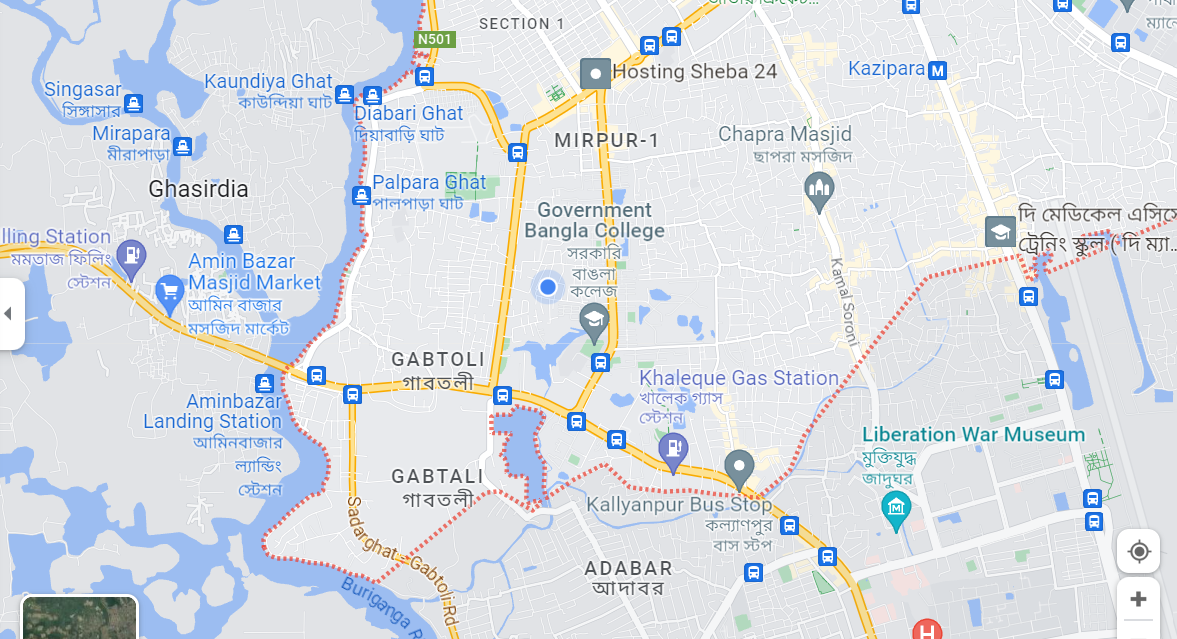 SECTION 1
N501
Hosting Sheba 24
Kazipara
M
Kaundiya Ghat
কাউন্দিয়া ঘাট
Singasar
সিঙ্গাসার
Diabari Ghat
দিয়াবাড়ি ঘাট
Mirapara
মীরাপাড়া
MIRPUR-1
Chapra Masjid
ছাপরা মসজিদ
Ghasirdia
Palpara Ghat
পালপাড়া ঘাট
Government
Bangla College
সরকারি
বাঙলা
কলেজ
দি মেডিকেল এসিসে
ট্রেনিং স্কুল ( দি ম্যা...
lling Station
মমতাজ ফিলিং
স্টেশন
Amin Bazar
Masjid Market
আমিন বাজার
মসজিদ মার্কেট
Kamal Soroni
GABTOLI
গাবতলী
Khaleque Gas Station
খালেক গ্যাস
স্টেশন
Aminbazar
Landing Station
আমিনবাজার
ল্যান্ডিং
স্টেশন
Liberation War Museum
মুক্তিযুদ্ধ
জাদুঘর
GABTALI
গাবতলী
Kallyanpur Bus Stop
কল্যাণপুর
বাস স্টপ
Sadarghat - Gabtoli Rd
ADABAR
আদাবর
Buriganga R
H